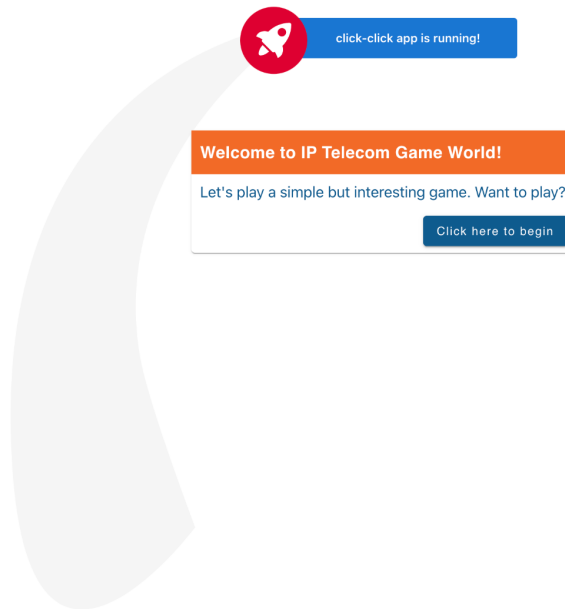 click-click app is running!
Welcome to IP Telecom Game World!
Let's play a simple but interesting game. Want to play?
Click here to begin